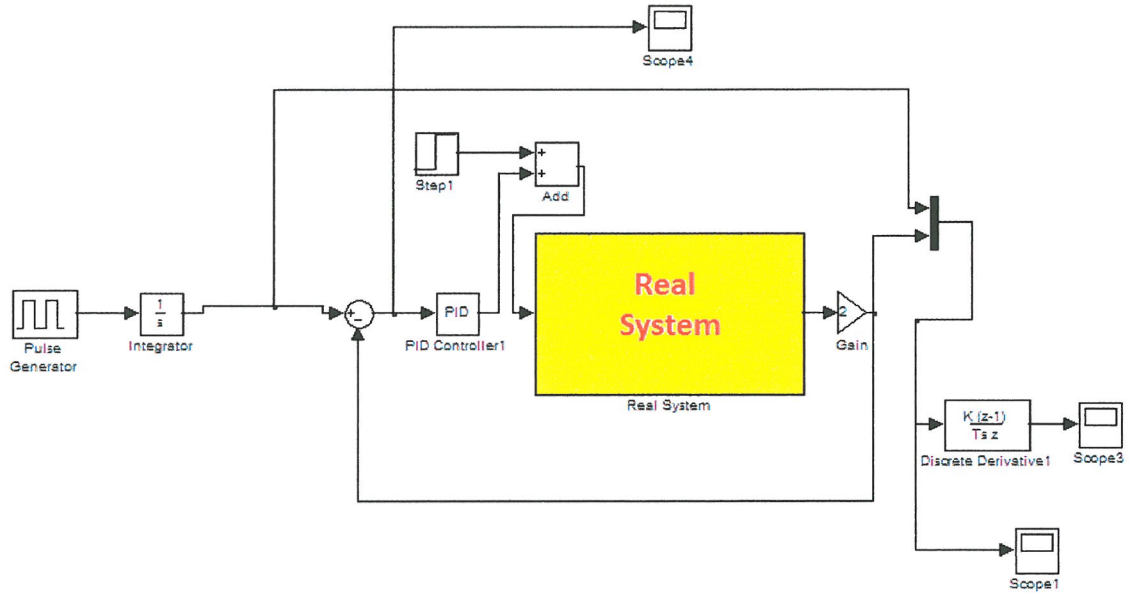 Scope4
Step1
+
+
Add
Real
System
Pulse
Generator
1
s
Integrator
+
−
PID
PID Controller1
Real System
2
Gain
K (z-1)
Ts z
Discrete Derivative1
Scope3
Scope1